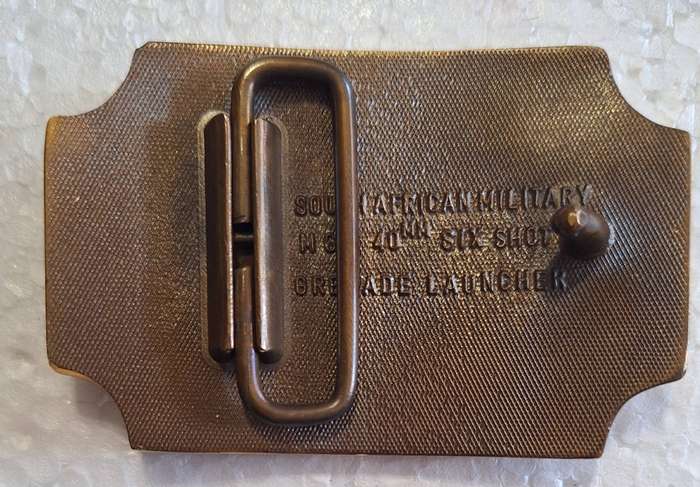 SOUTH AFRICAN MILITARY
40MM SIX SHOT
GRENADE LAUNCHER